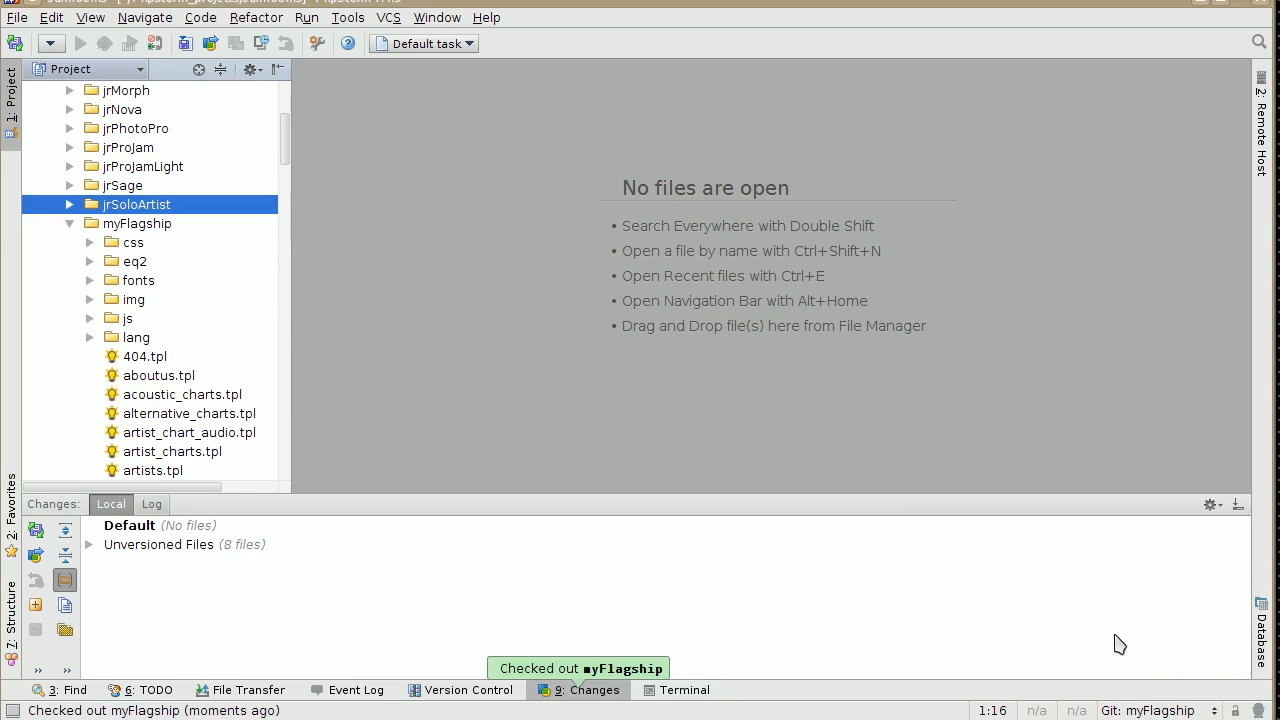 File Edit View Navigate Code Refactor Run Tools VCS Window Help
Default task
Project
1: Project
2: Favorites
7: Structure
2: Remote Host
Database
jrMorph
jrNova
jrPhotoPro
jrProJam
jrProJamLight
jrSage
jrSoloArtist
myFlagship
css
eq2
fonts
img
js
lang
404.tpl
aboutus.tpl
acoustic_charts.tpl
alternative_charts.tpl
artist_chart_audio.tpl
artist_charts.tpl
artists.tpl
No files are open
• Search Everywhere with Double Shift
• Open a file by name with Ctrl+Shift+N
• Open Recent files with Ctrl+E
• Open Navigation Bar with Alt+Home
• Drag and Drop file(s) here from File Manager
Changes: Local Log
Default (No files)
Unversioned Files (8 files)
Checked out myFlagship
3: Find 6: TODO File Transfer Event Log Version Control 9: Changes Terminal
Checked out myFlagship (moments ago) 1:16 n/a n/a Git: myFlagship